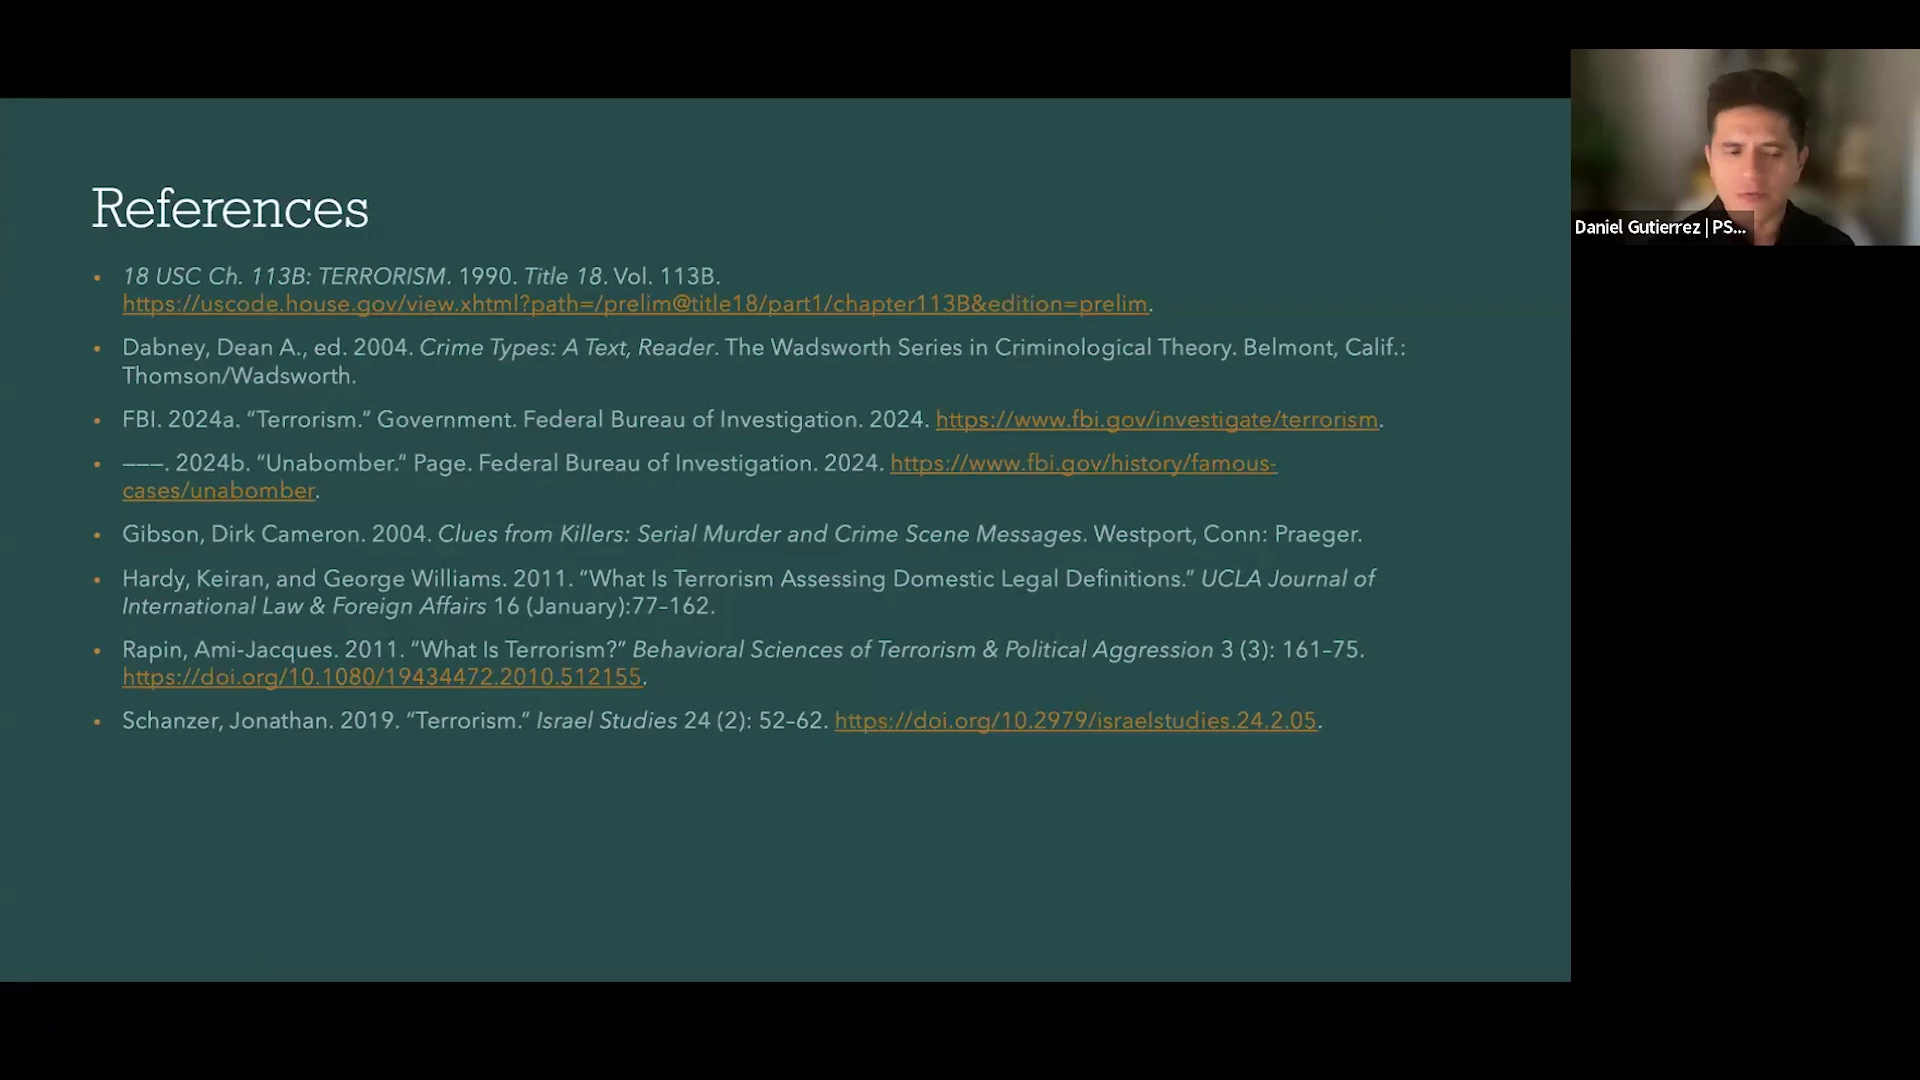 References
• 18 USC Ch. 113B: TERRORISM. 1990. Title 18. Vol. 113B.
https://uscode.house.gov/view.xhtml?path=/prelim@title18/part1/chapter113B&edition=prelim.
• Dabney, Dean A., ed. 2004. Crime Types: A Text, Reader. The Wadsworth Series in Criminological Theory. Belmont, Calif.:
Thomson/Wadsworth.
• FBI. 2024a. “Terrorism.” Government. Federal Bureau of Investigation. 2024. https://www.fbi.gov/investigate/terrorism.
• ———. 2024b. “Unabomber.” Page. Federal Bureau of Investigation. 2024. https://www.fbi.gov/history/famous-
cases/unabomber.
• Gibson, Dirk Cameron. 2004. Clues from Killers: Serial Murder and Crime Scene Messages. Westport, Conn: Praeger.
• Hardy, Keiran, and George Williams. 2011. “What Is Terrorism Assessing Domestic Legal Definitions.” UCLA Journal of
International Law & Foreign Affairs 16 (January):77–162.
• Rapin, Ami-Jacques. 2011. “What Is Terrorism?” Behavioral Sciences of Terrorism & Political Aggression 3 (3): 161–75.
https://doi.org/10.1080/19434472.2010.512155.
• Schanzer, Jonathan. 2019. “Terrorism.” Israel Studies 24 (2): 52–62. https://doi.org/10.2979/israelstudies.24.2.05.
Daniel Gutierrez | PS...